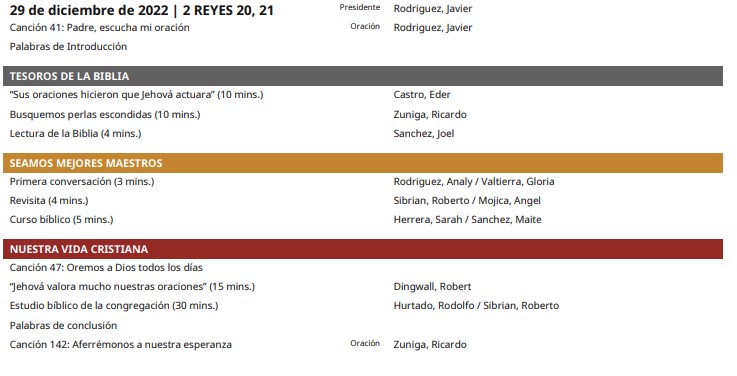 29 de diciembre de 2022 | 2 REYES 20, 21 Presidente Rodriguez, Javier
Canción 41: Padre, escucha mi oración Oración Rodriguez, Javier
Palabras de Introducción
TESOROS DE LA BIBLIA
“Sus oraciones hicieron que Jehová actuara” (10 mins.) Castro, Eder
Busquemos perlas escondidas (10 mins.) Zuniga, Ricardo
Lectura de la Biblia (4 mins.) Sanchez, Joel
SEAMOS MEJORES MAESTROS
Primera conversación (3 mins.) Rodriguez, Analy / Valtierra, Gloria
Revisita (4 mins.) Sibrian, Roberto / Mojica, Angel
Curso bíblico (5 mins.) Herrera, Sarah / Sanchez, Maite
NUESTRA VIDA CRISTIANA
Canción 47: Oremos a Dios todos los días
“Jehová valora mucho nuestras oraciones” (15 mins.) Dingwall, Robert
Estudio bíblico de la congregación (30 mins.) Hurtado, Rodolfo / Sibrian, Roberto
Palabras de conclusión
Canción 142: Aferrémonos a nuestra esperanza Oración Zuniga, Ricardo